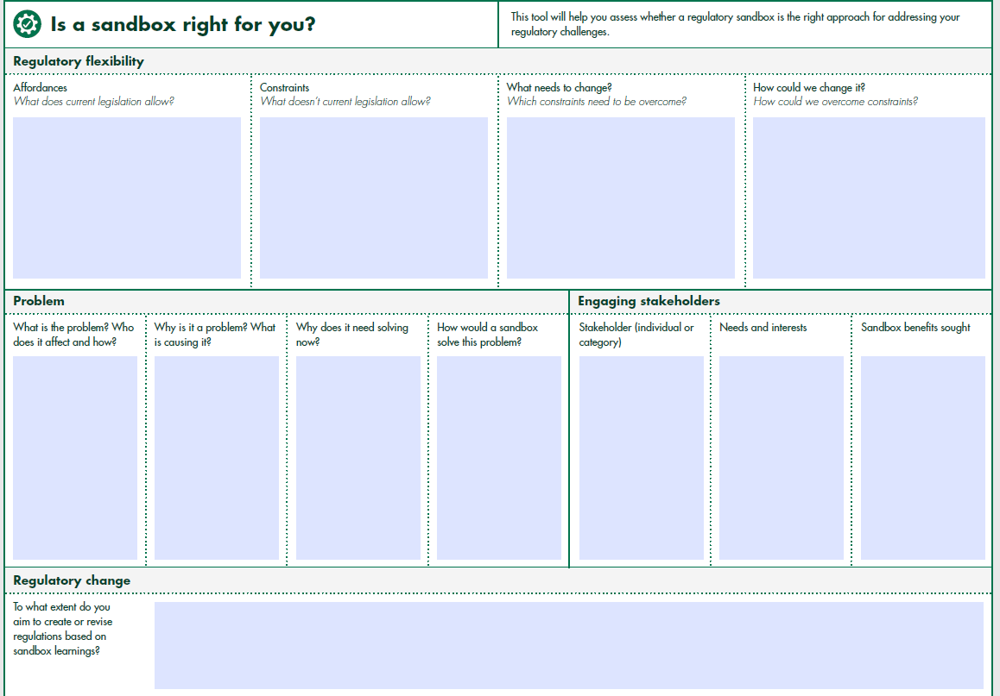 Is a sandbox right for you?
This tool will help you assess whether a regulatory sandbox is the right approach for addressing your
regulatory challenges.
Regulatory flexibility
Affordances
What does current legislation allow?
Constraints
What doesn't current legislation allow?
What needs to change?
Which constraints need to be overcome?
How could we change it?
How could we overcome constraints?
Problem
What is the problem? Who
does it affect and how?
Why is it a problem? What
is causing it?
Why does it need solving
now?
How would a sandbox
solve this problem?
Engaging stakeholders
Stakeholder (individual or
category)
Needs and interests
Sandbox benefits sought
Regulatory change
To what extent do you
aim to create or revise
regulations based on
sandbox learnings?